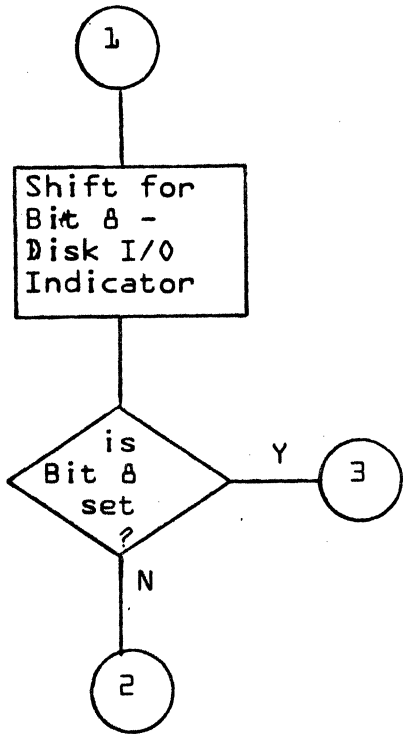 1
Shift for
Bit 8 -
Disk I/O
Indicator
is
Bit 8
set
?
Y
3
N
2